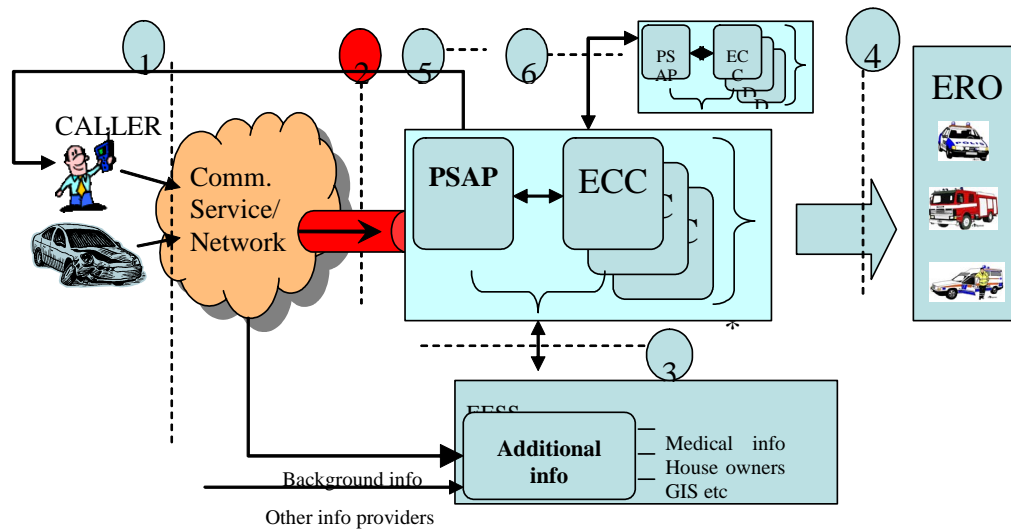 1
2
5
6
4
PS
AP
EC
C
D
D
ERO
POLIS
CALLER
Comm.
Service/
Network
PSAP
ECC
C
C
*
3
Additional
info
Medical info
House owners
GIS etc
Background info
Other info providers